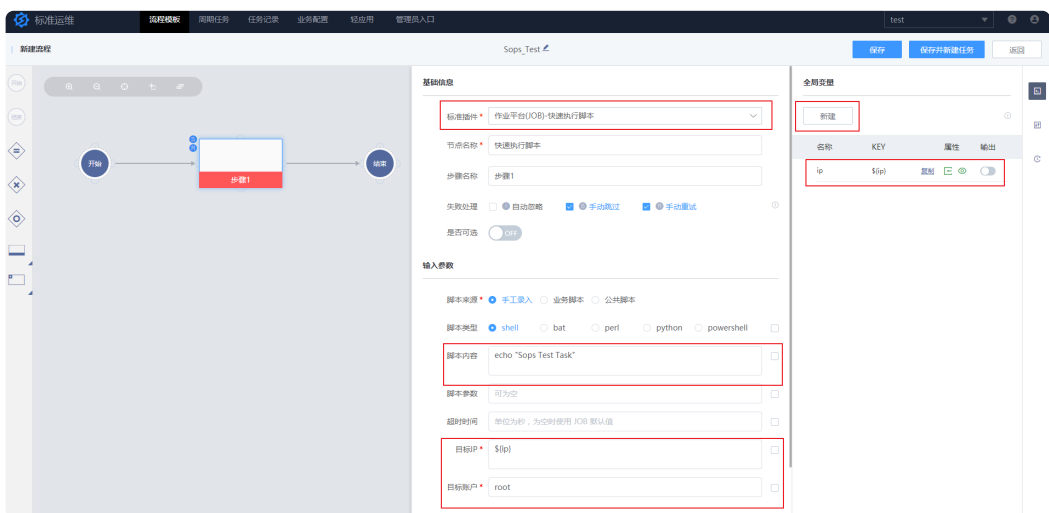 标准运维 流程模板 周期任务 任务记录 业务配置 轻应用 管理员入口 test
新建流程 Sops_Test 保存 保存并新建任务 返回
基础信息
标准插件* 作业平台(JOB)-快速执行脚本
节点名称* 快速执行脚本
步骤名称 步骤1
失败处理 自动忽略 手动跳过 手动重试
是否可选 OFF
输入参数
脚本来源* 手工录入 业务脚本 公共脚本
脚本类型 shell bat perl python powershell
脚本内容 echo "Sops Test Task"
脚本参数 可为空
超时时间 单位为秒，为空时使用 JOB 默认值
目标IP* ${ip}
目标账户* root
开始
步骤1
结束
全局变量
新建
名称 KEY 属性 输出
ip ${ip} 复制